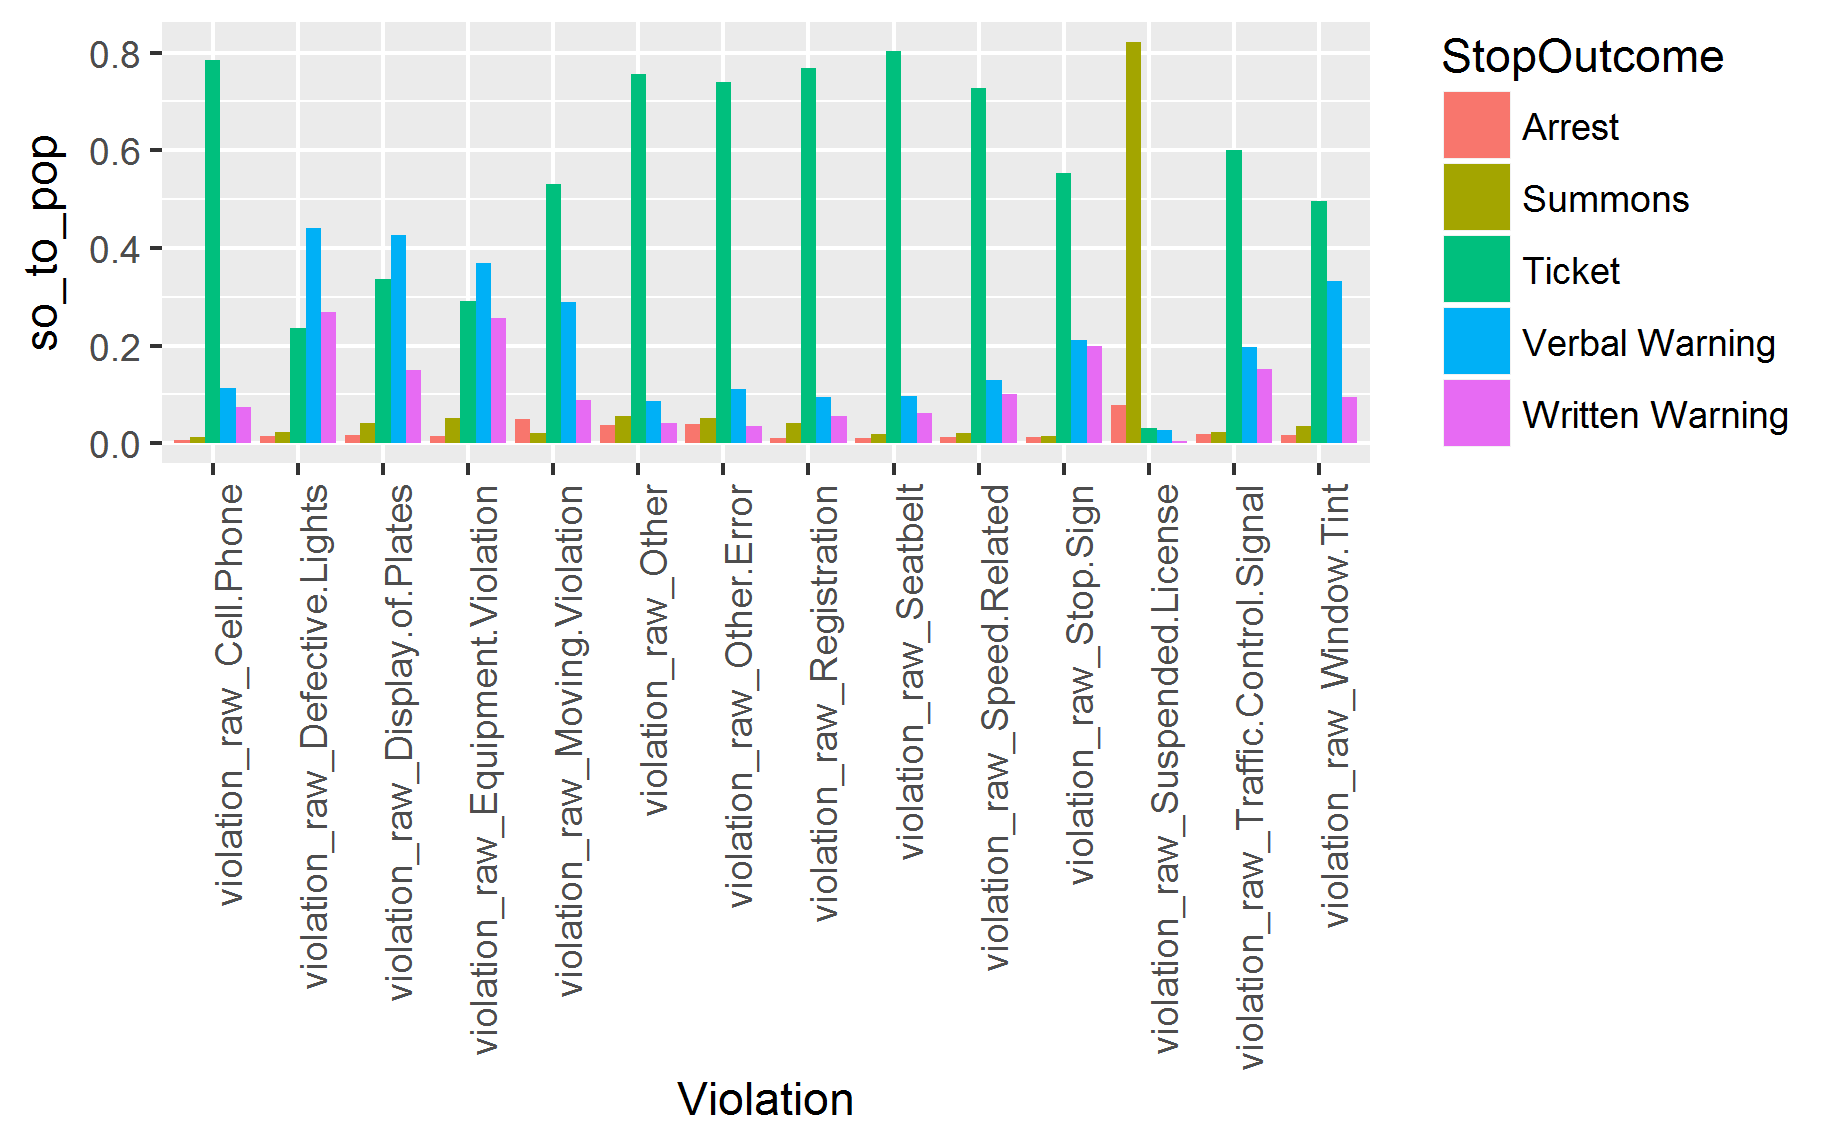 so_to_pop
0.8
0.6
0.4
0.2
0.0
violation_raw_Cell.Phone
violation_raw_Defective.Lights
violation_raw_Display.of.Plates
violation_raw_Equipment.Violation
violation_raw_Moving.Violation
violation_raw_Other
violation_raw_Other.Error
violation_raw_Registration
violation_raw_Seatbelt
violation_raw_Speed.Related
violation_raw_Stop.Sign
violation_raw_Suspended.License
violation_raw_Traffic.Control.Signal
violation_raw_Window.Tint
Violation
StopOutcome
Arrest
Summons
Ticket
Verbal Warning
Written Warning